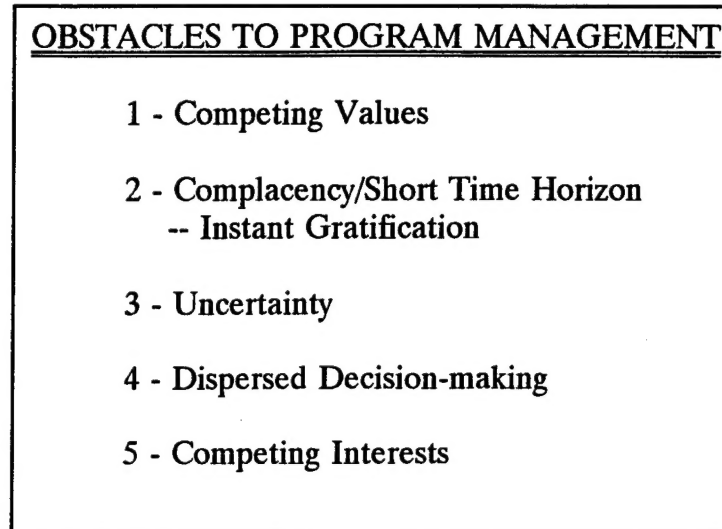 OBSTACLES TO PROGRAM MANAGEMENT
1 - Competing Values
2 - Complacency/Short Time Horizon
-- Instant Gratification
3 - Uncertainty
4 - Dispersed Decision-making
5 - Competing Interests